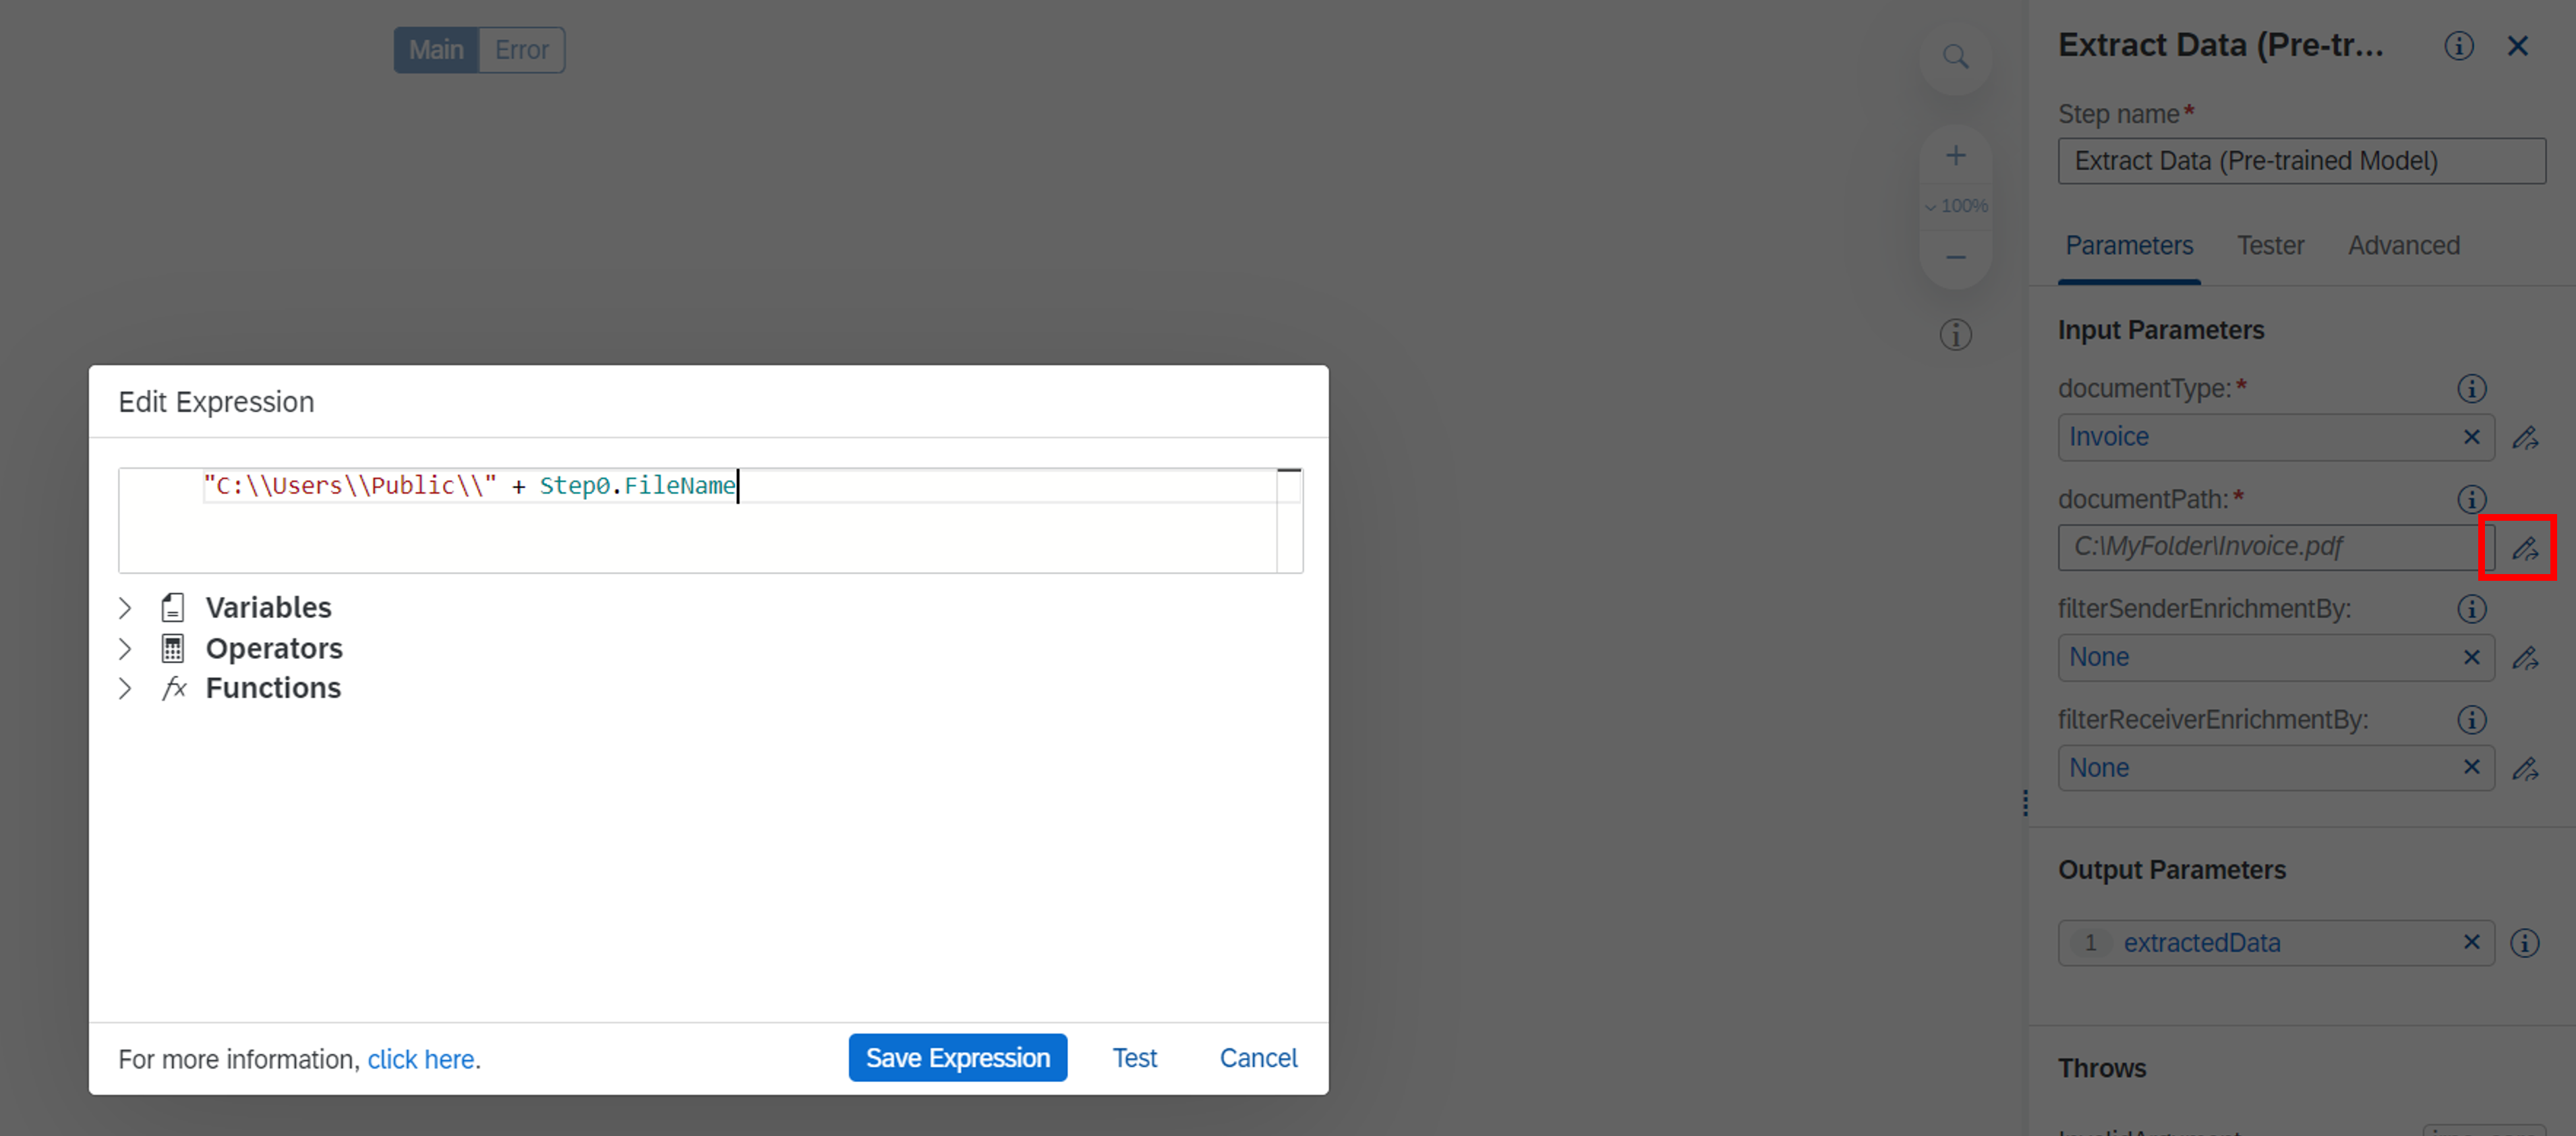 Main Error
100%
Edit Expression
"C:\\Users\\Public\\" + Step0.FileName
Variables
Operators
fx Functions
For more information, click here.
Save Expression Test Cancel
Extract Data (Pre-tr...
Step name*
Extract Data (Pre-trained Model)
Parameters Tester Advanced
Input Parameters
documentType:*
Invoice
documentPath:*
C:\MyFolder\Invoice.pdf
filterSenderEnrichmentBy:
None
filterReceiverEnrichmentBy:
None
Output Parameters
1 extractedData
Throws